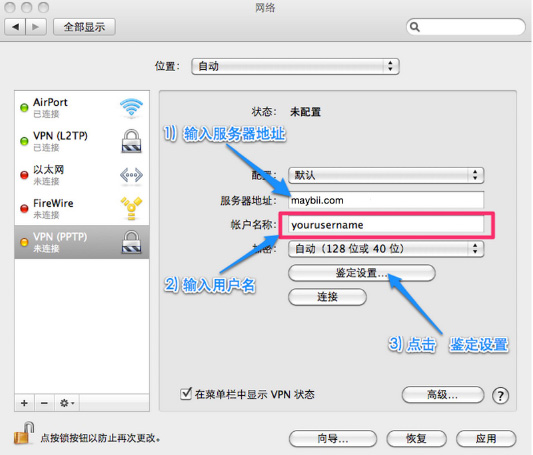 网络
全部显示
位置： 自动
AirPort
已连接
VPN (L2TP)
已连接
以太网
未连接
FireWire
未连接
VPN (PPTP)
未连接
状态： 未配置
1) 输入服务器地址
配置： 默认
服务器地址： maybii.com
帐户名称： yourusername
加密： 自动（128 位或 40 位）
2) 输入用户名
鉴定设置...
连接
3) 点击 鉴定设置
在菜单栏中显示 VPN 状态
高级...
?
点按锁按钮以防止再次更改。
向导...
恢复
应用